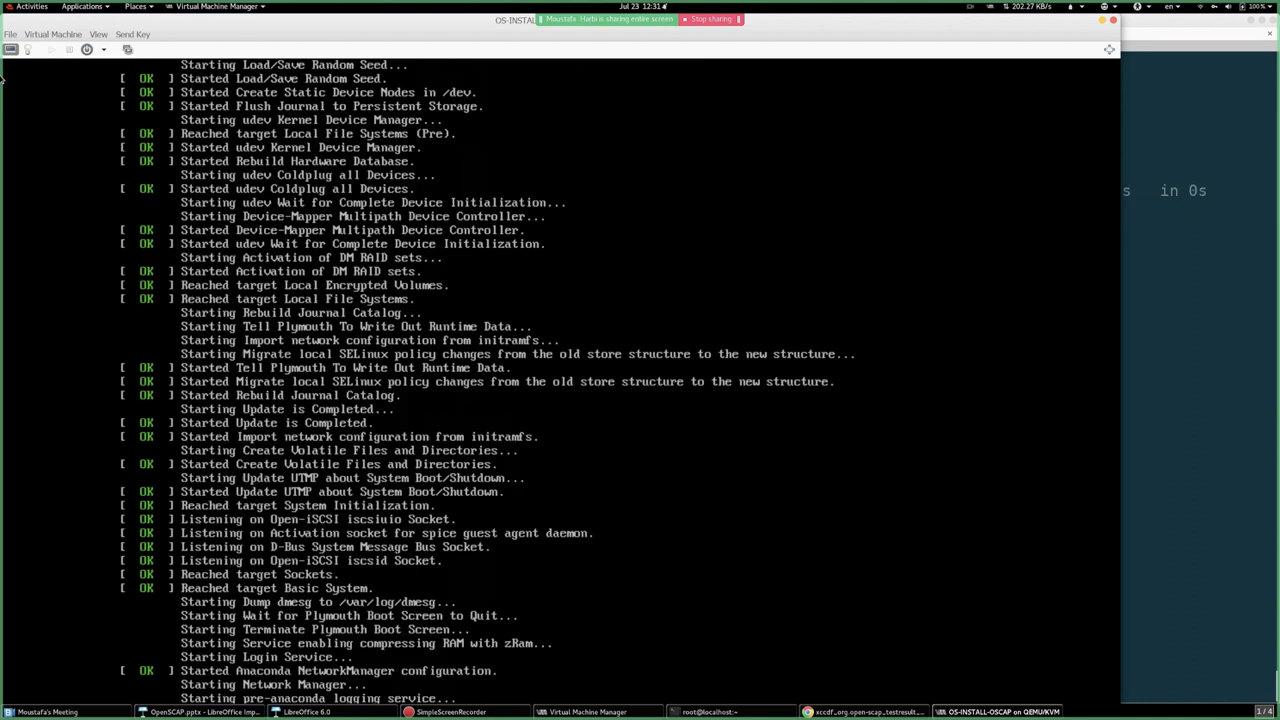 Activities Applications Places Virtual Machine Manager Jul 23 12:31 202.27 KB/s en 100 %
OS-INSTALL Moustafa Harbi is sharing entire screen Stop sharing
File Virtual Machine View Send Key
Starting Load/Save Random Seed...
[ OK ] Started Load/Save Random Seed.
[ OK ] Started Create Static Device Nodes in /dev.
[ OK ] Started Flush Journal to Persistent Storage.
Starting udev Kernel Device Manager...
[ OK ] Reached target Local File Systems (Pre).
[ OK ] Started udev Kernel Device Manager.
[ OK ] Started Rebuild Hardware Database.
Starting udev Coldplug all Devices...
[ OK ] Started udev Coldplug all Devices.
s in 0s
Starting udev Wait for Complete Device Initialization...
Starting Device-Mapper Multipath Device Controller...
[ OK ] Started Device-Mapper Multipath Device Controller.
[ OK ] Started udev Wait for Complete Device Initialization.
Starting Activation of DM RAID sets...
[ OK ] Started Activation of DM RAID sets.
[ OK ] Reached target Local Encrypted Volumes.
[ OK ] Reached target Local File Systems.
Starting Rebuild Journal Catalog...
Starting Tell Plymouth To Write Out Runtime Data...
Starting Import network configuration from initramfs...
Starting Migrate local SELinux policy changes from the old store structure to the new structure...
[ OK ] Started Tell Plymouth To Write Out Runtime Data.
[ OK ] Started Migrate local SELinux policy changes from the old store structure to the new structure.
[ OK ] Started Rebuild Journal Catalog.
Starting Update is Completed...
[ OK ] Started Update is Completed.
[ OK ] Started Import network configuration from initramfs.
Starting Create Volatile Files and Directories...
[ OK ] Started Create Volatile Files and Directories.
Starting Update UTMP about System Boot/Shutdown...
[ OK ] Started Update UTMP about System Boot/Shutdown.
[ OK ] Reached target System Initialization.
[ OK ] Listening on Open-iSCSI iscsiuio Socket.
[ OK ] Listening on Activation socket for spice guest agent daemon.
[ OK ] Listening on D-Bus System Message Bus Socket.
[ OK ] Listening on Open-iSCSI iscsid Socket.
[ OK ] Reached target Sockets.
[ OK ] Reached target Basic System.
Starting Dump dmesg to /var/log/dmesg...
Starting Wait for Plymouth Boot Screen to Quit...
Starting Terminate Plymouth Boot Screen...
Starting Service enabling compressing RAM with zRam...
Starting Login Service...
[ OK ] Started Anaconda NetworkManager configuration.
Starting Network Manager...
Starting pre-anaconda logging service...
Moustafa's Meeting OpenSCAP.pptx - LibreOffice Imp... LibreOffice 6.0 SimpleScreenRecorder Virtual Machine Manager root@localhost:~ xccdf_org.open-scap_testresult_... OS-INSTALL-OSCAP on QEMU/KVM 1 / 4